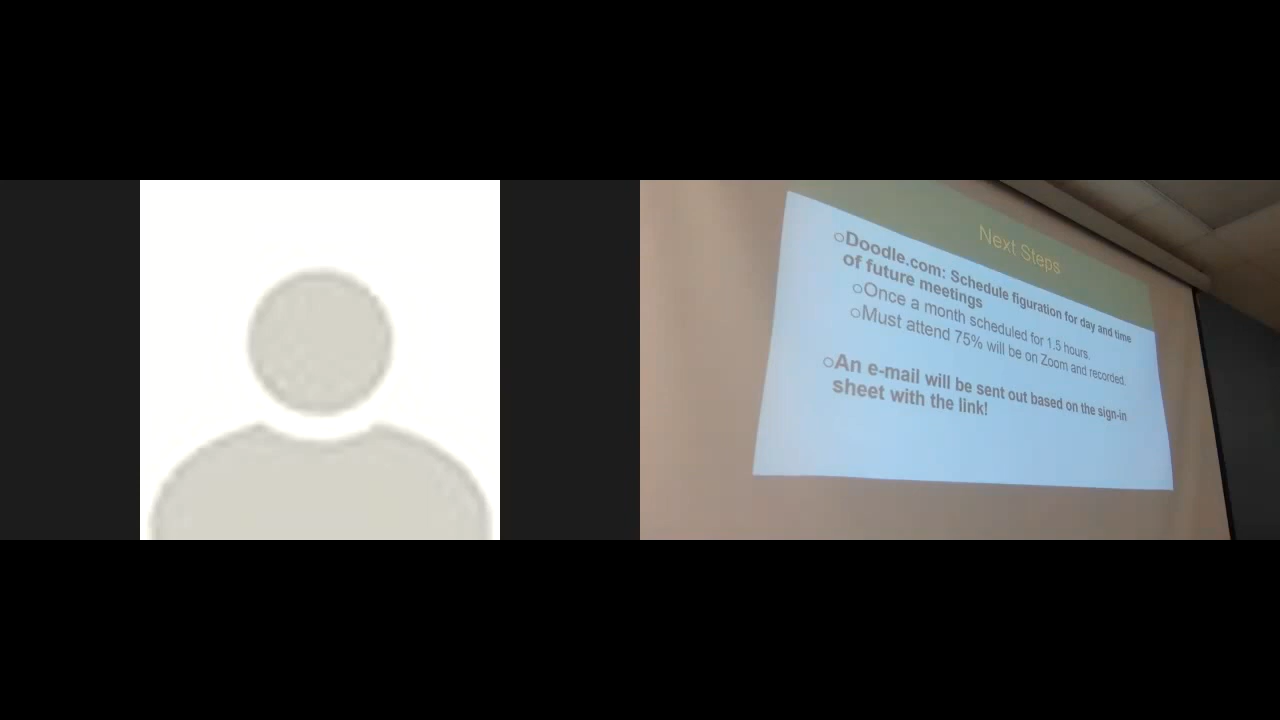 Next Steps
○Doodle.com: Schedule figuration for day and time
of future meetings
○Once a month scheduled for 1.5 hours.
○Must attend 75% will be on Zoom and recorded.
○An e-mail will be sent out based on the sign-in
sheet with the link!